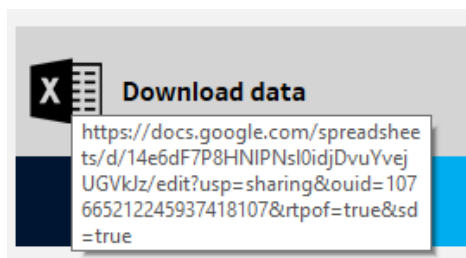 X
Download data
https://docs.google.com/spreadshee
ts/d/14e6dF7P8HNIPNsl0idjDvuYvej
UGVkJz/edit?usp=sharing&ouid=107
665212245937418107&rtpof=true&sd
=true